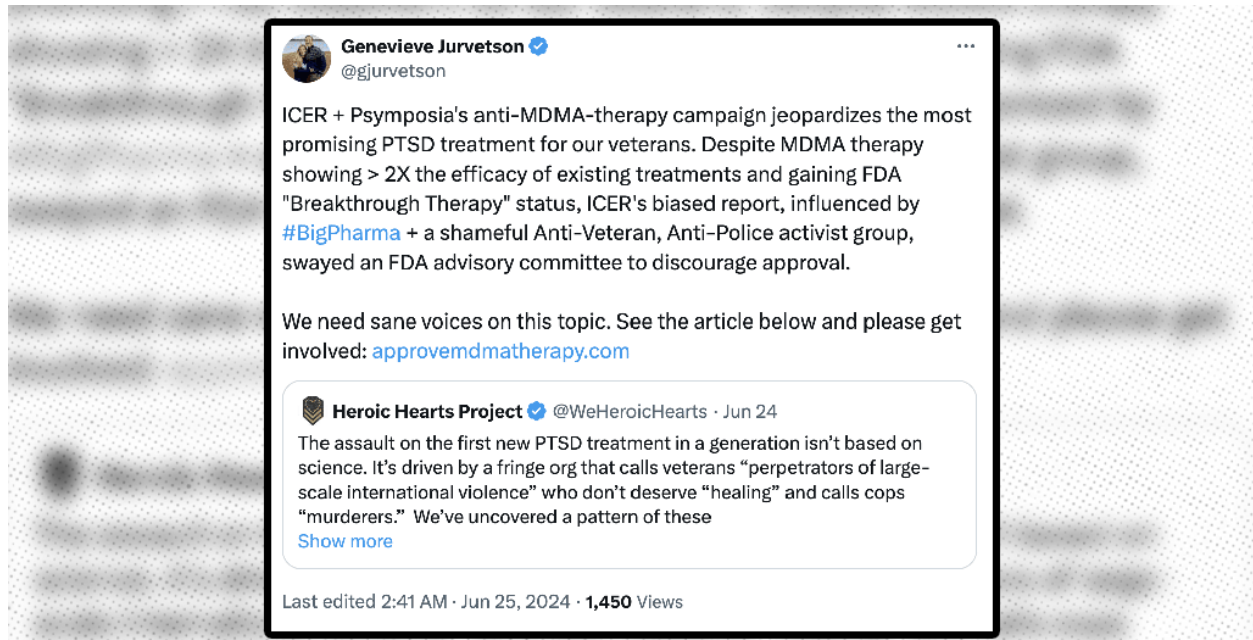 Genevieve Jurvetson
@gjurvetson
ICER + Psymposia's anti-MDMA-therapy campaign jeopardizes the most
promising PTSD treatment for our veterans. Despite MDMA therapy
showing > 2X the efficacy of existing treatments and gaining FDA
"Breakthrough Therapy" status, ICER's biased report, influenced by
#BigPharma + a shameful Anti-Veteran, Anti-Police activist group,
swayed an FDA advisory committee to discourage approval.
We need sane voices on this topic. See the article below and please get
involved: approvemdmatherapy.com
Heroic Hearts Project @WeHeroicHearts · Jun 24
The assault on the first new PTSD treatment in a generation isn’t based on
science. It’s driven by a fringe org that calls veterans “perpetrators of large-
scale international violence” who don’t deserve “healing” and calls cops
“murderers.”  We’ve uncovered a pattern of these
Show more
Last edited 2:41 AM · Jun 25, 2024 · 1,450 Views